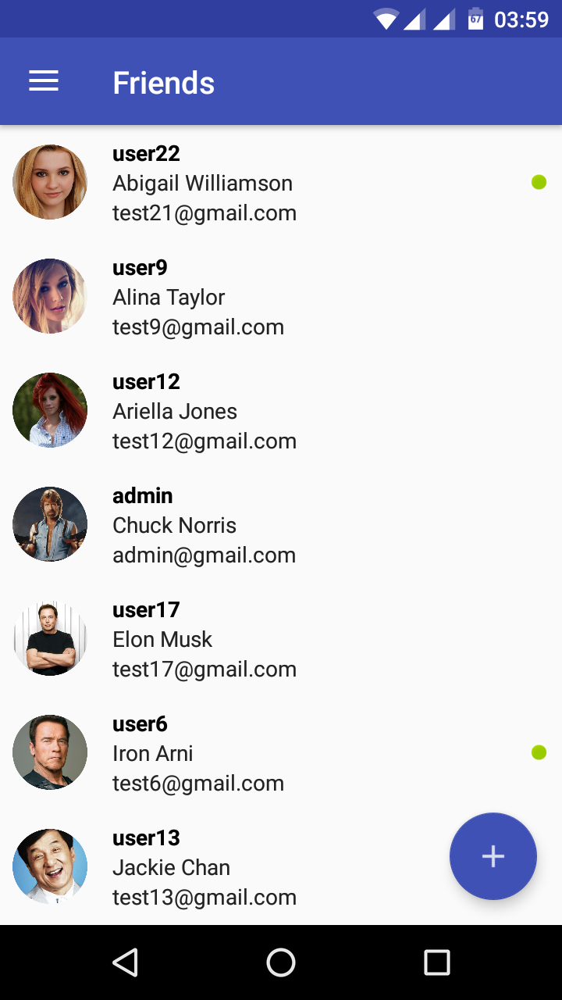 67 03:59
Friends
user22
Abigail Williamson
test21@gmail.com
user9
Alina Taylor
test9@gmail.com
user12
Ariella Jones
test12@gmail.com
admin
Chuck Norris
admin@gmail.com
user17
Elon Musk
test17@gmail.com
user6
Iron Arni
test6@gmail.com
user13
Jackie Chan
test13@gmail.com